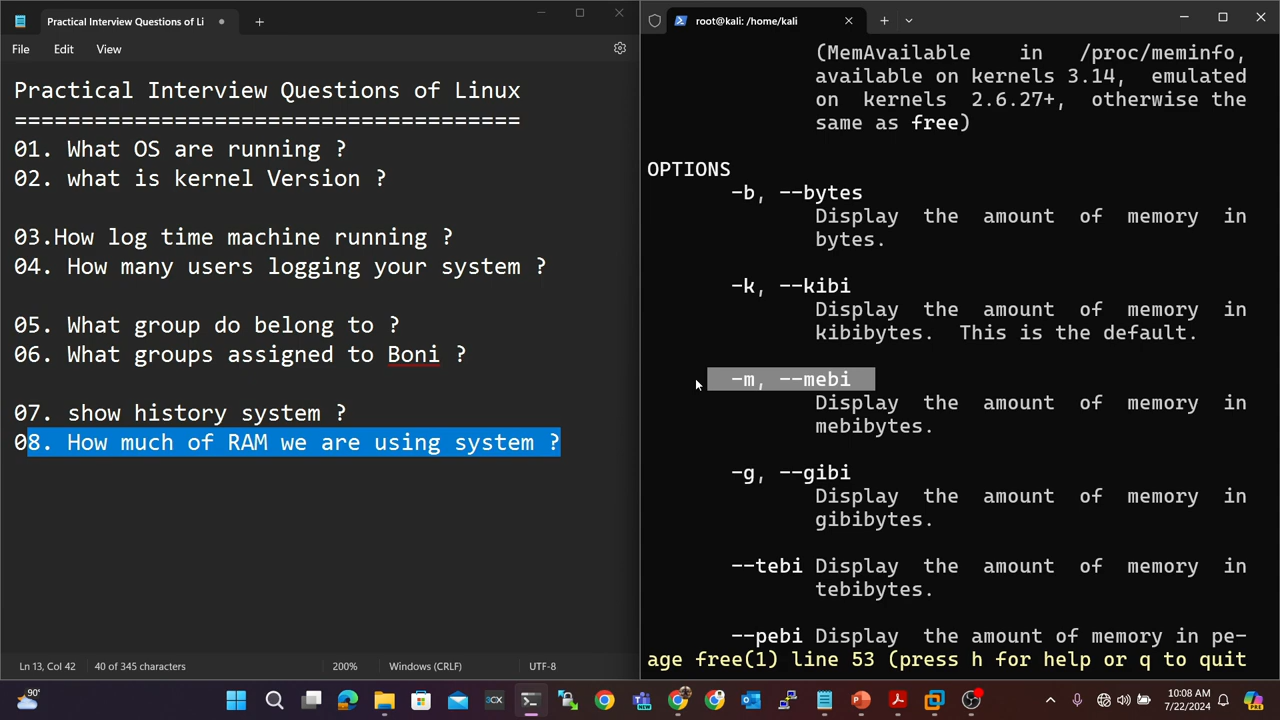 Practical Interview Questions of Li
File Edit View
Practical Interview Questions of Linux
======================================
01. What OS are running ?
02. what is kernel Version ?
03.How log time machine running ?
04. How many users logging your system ?
05. What group do belong to ?
06. What groups assigned to Boni ?
07. show history system ?
08. How much of RAM we are using system ?
Ln 13, Col 42 40 of 345 characters 200% Windows (CRLF) UTF-8
root@kali: /home/kali
(MemAvailable in /proc/meminfo,
available on kernels 3.14, emulated
on kernels 2.6.27+, otherwise the
same as free)
OPTIONS
-b, --bytes
Display the amount of memory in
bytes.
-k, --kibi
Display the amount of memory in
kibibytes. This is the default.
-m, --mebi
Display the amount of memory in
mebibytes.
-g, --gibi
Display the amount of memory in
gibibytes.
--tebi Display the amount of memory in
tebibytes.
--pebi Display the amount of memory in pe-
age free(1) line 53 (press h for help or q to quit
90°
10:08 AM
7/22/2024